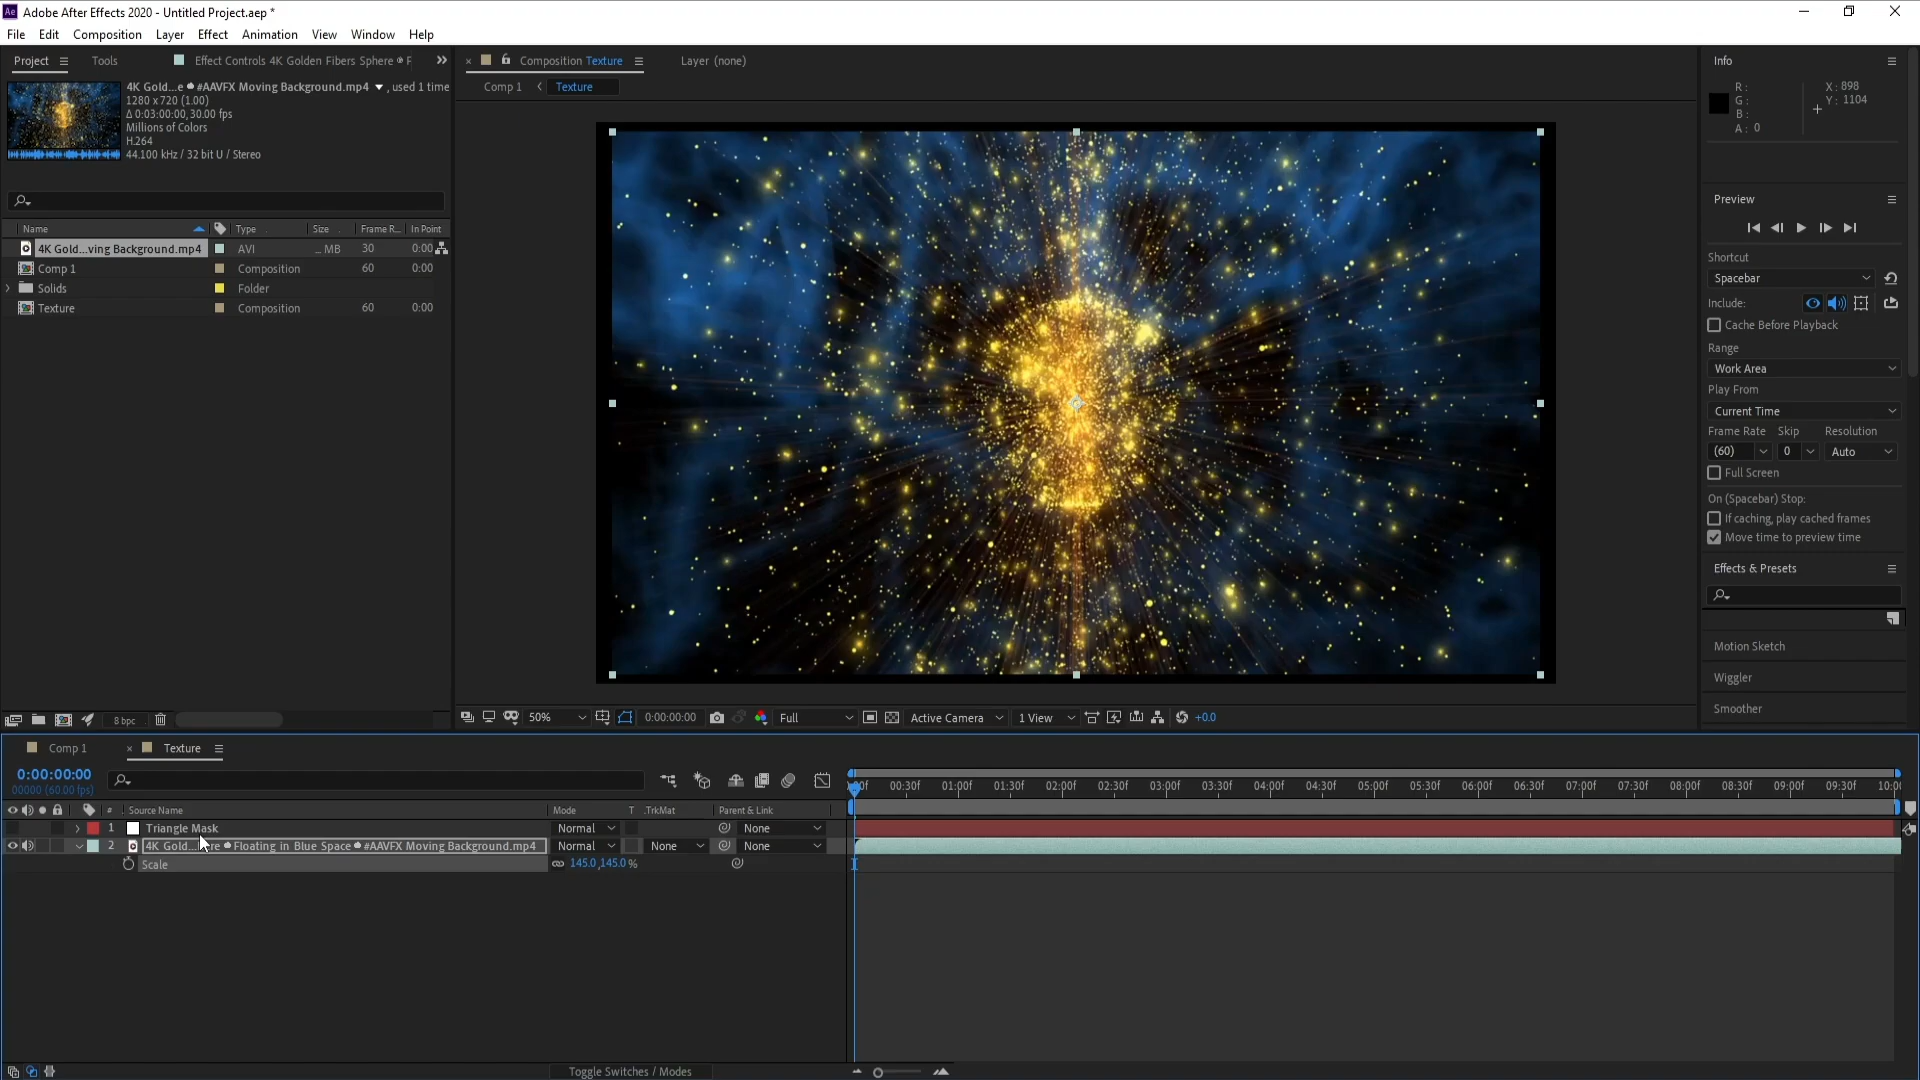 Ae Adobe After Effects 2020 - Untitled Project.aep *
File Edit Composition Layer Effect Animation View Window Help
Project Tools Effect Controls 4K Golden Fibers Sphere
Composition Texture Layer (none)
Comp 1 Texture
4K Gold...e #AAVFX Moving Background.mp4 , used 1 time
1280 x 720 (1.00)
Δ 0:03:00:00, 30.00 fps
Millions of Colors
H.264
44.100 kHz / 32 bit U / Stereo
Name Type Size Frame R... In Point
4K Gold...ving Background.mp4 AVI ... MB 30 0:00
Comp 1 Composition 60 0:00
Solids Folder
Texture Composition 60 0:00
8 bpc
50% 0:00:00:00 Full Active Camera 1 View +0.0
Info
R: X: 898
G: Y: 1104
B:
A: 0
Preview
Shortcut
Spacebar
Include:
Cache Before Playback
Range
Work Area
Play From
Current Time
Frame Rate Skip Resolution
(60) 0 Auto
Full Screen
On (Spacebar) Stop:
If caching, play cached frames
Move time to preview time
Effects & Presets
Motion Sketch
Wiggler
Smoother
Comp 1 Texture
0:00:00:00
00000 (60.00 fps)
# Source Name Mode T .TrkMat Parent & Link
1 Triangle Mask Normal None
2 4K Gold...ere Floating in Blue Space #AAVFX Moving Background.mp4 Normal None None
Scale 145.0,145.0 %
00f 00:30f 01:00f 01:30f 02:00f 02:30f 03:00f 03:30f 04:00f 04:30f 05:00f 05:30f 06:00f 06:30f 07:00f 07:30f 08:00f 08:30f 09:00f 09:30f 10:00
Toggle Switches / Modes